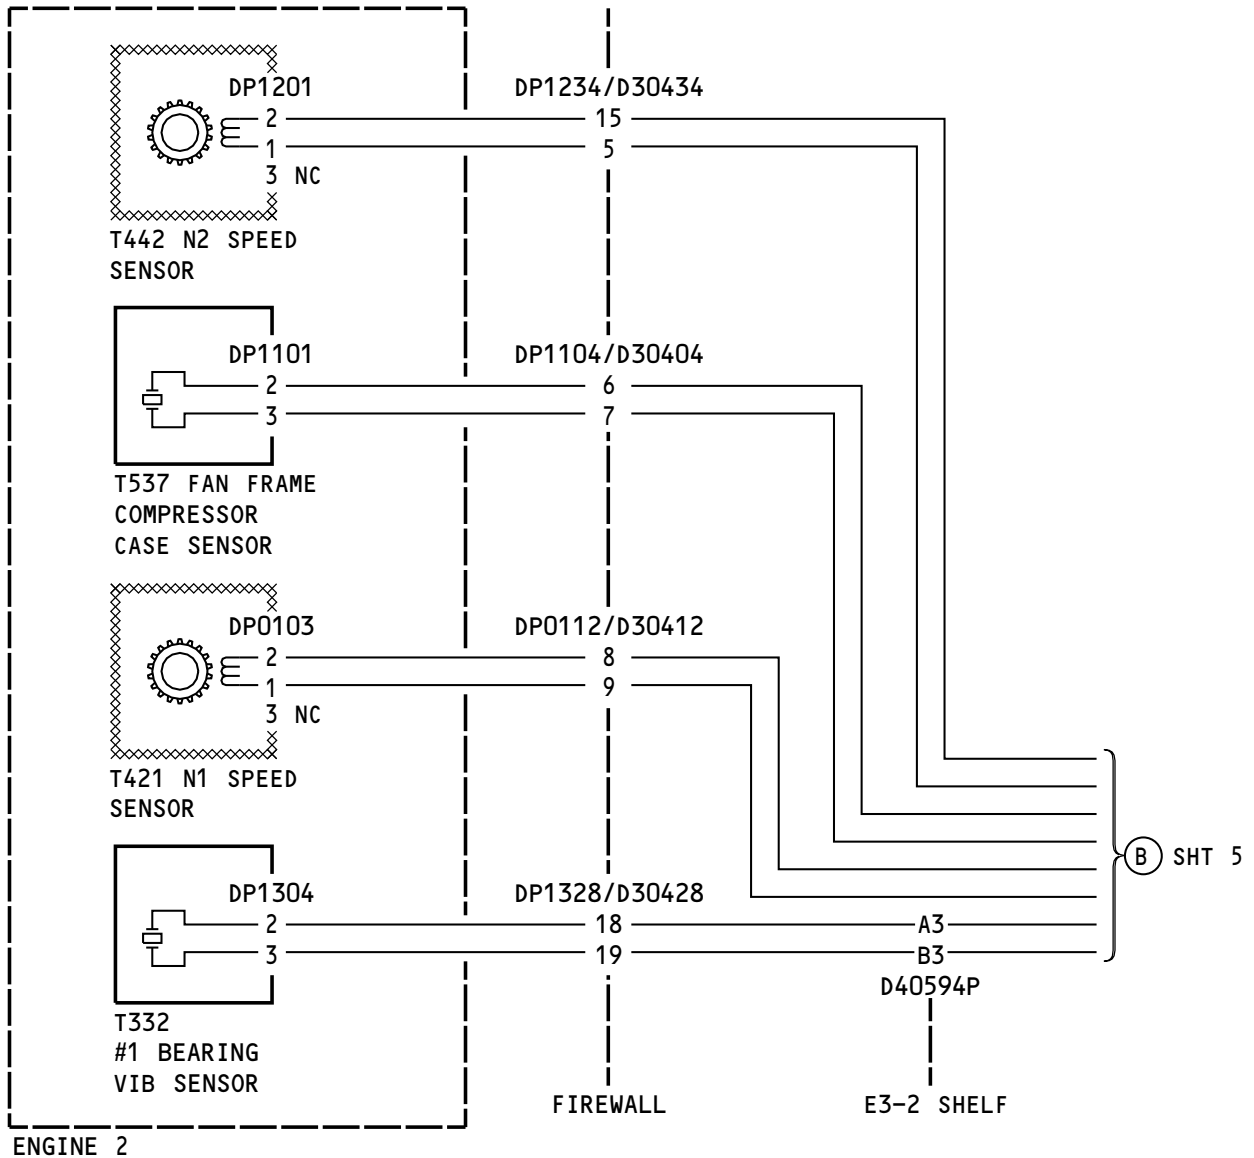 DP1201 DP1234/D30434
2 15
1 5
3 NC
T442 N2 SPEED
SENSOR
DP1101 DP1104/D30404
2 6
3 7
T537 FAN FRAME
COMPRESSOR
CASE SENSOR
DP0103 DP0112/D30412
2 8
1 9
3 NC
T421 N1 SPEED
SENSOR
B SHT 5
DP1304 DP1328/D30428
2 18 A3
3 19 B3
D40594P
T332
#1 BEARING
VIB SENSOR
FIREWALL E3-2 SHELF
ENGINE 2